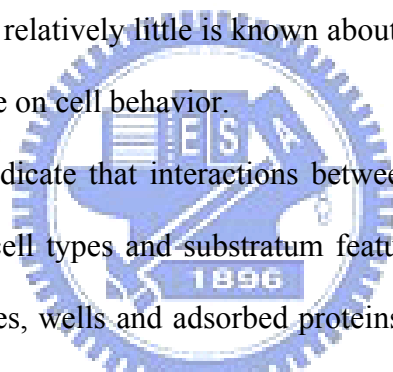 relatively little is known about
e on cell behavior.
E S A
dicate that interactions betwee
cell types and substratum featu
1896
es, wells and adsorbed proteins